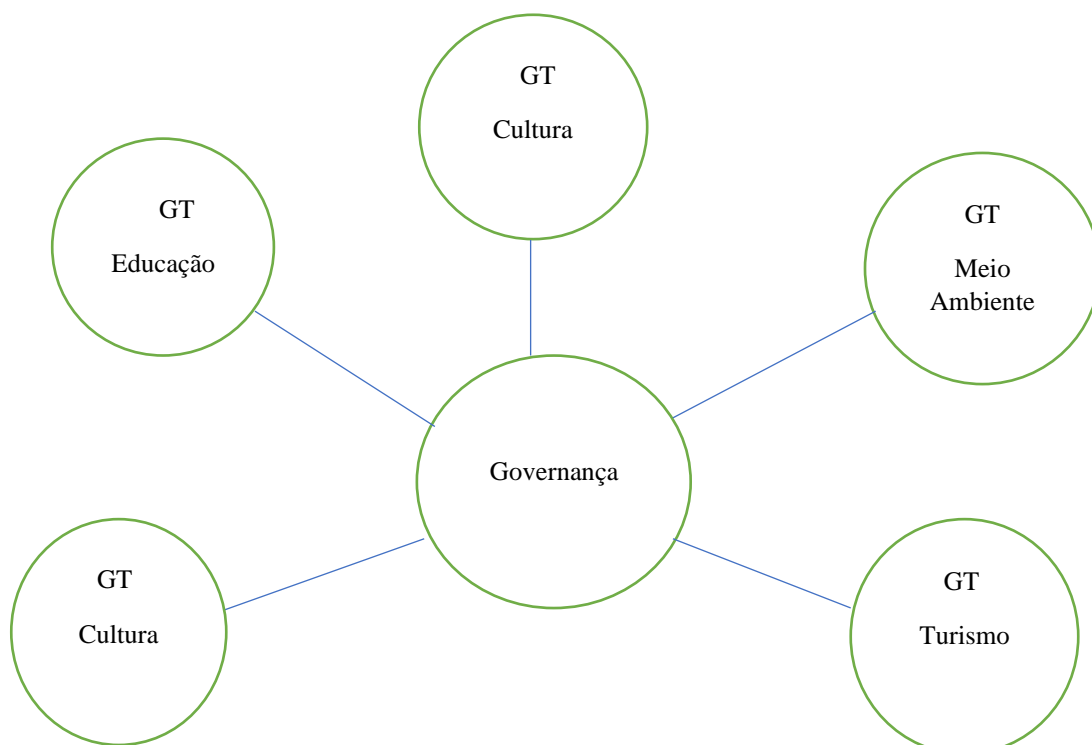 GT
Cultura
GT
Educação
GT
Meio
Ambiente
Governança
GT
Cultura
GT
Turismo